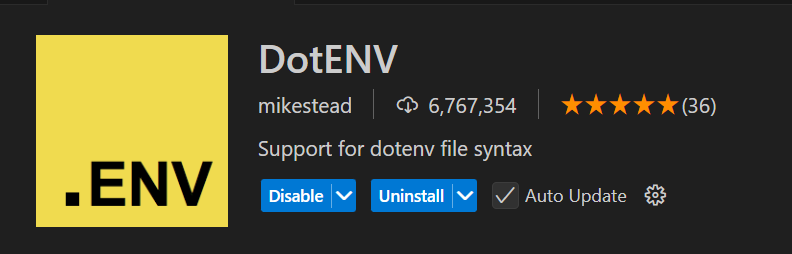 .ENV
DotENV
mikestead 6,767,354 (36)
Support for dotenv file syntax
Disable Uninstall Auto Update